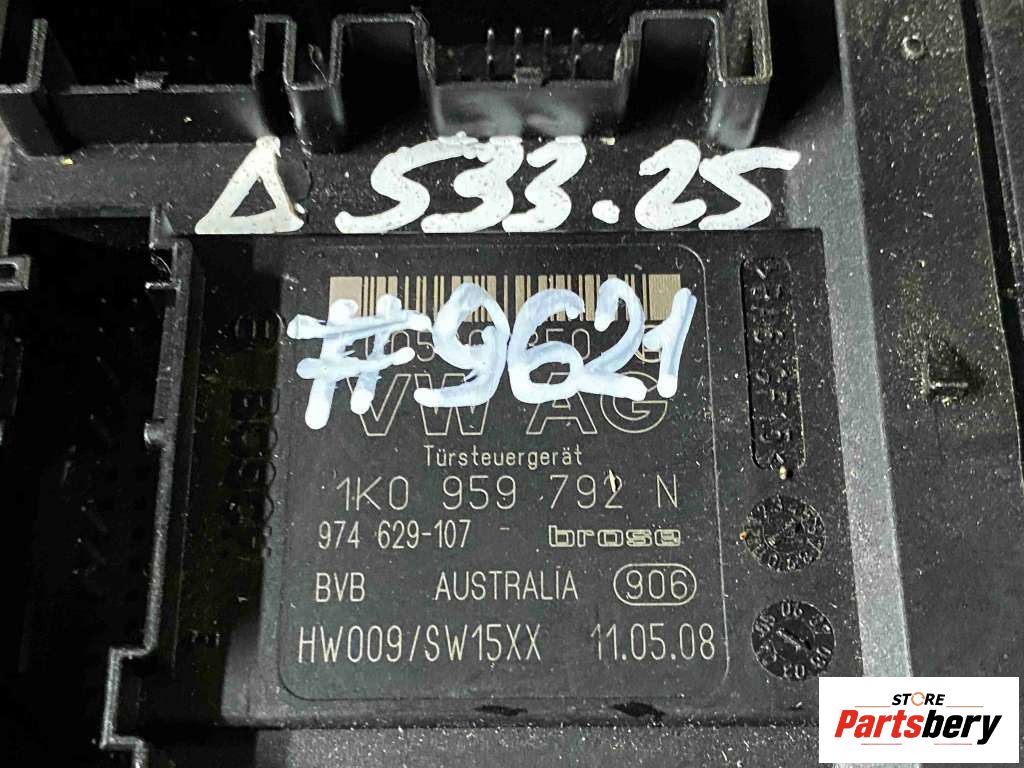 Δ 533.25
#9621
VW AG
Türsteuergerät
1K0 959 792 N
974 629-107 - brose
BVB AUSTRALIA 906
HW009/SW15XX 11.05.08
STORE
Partsbery